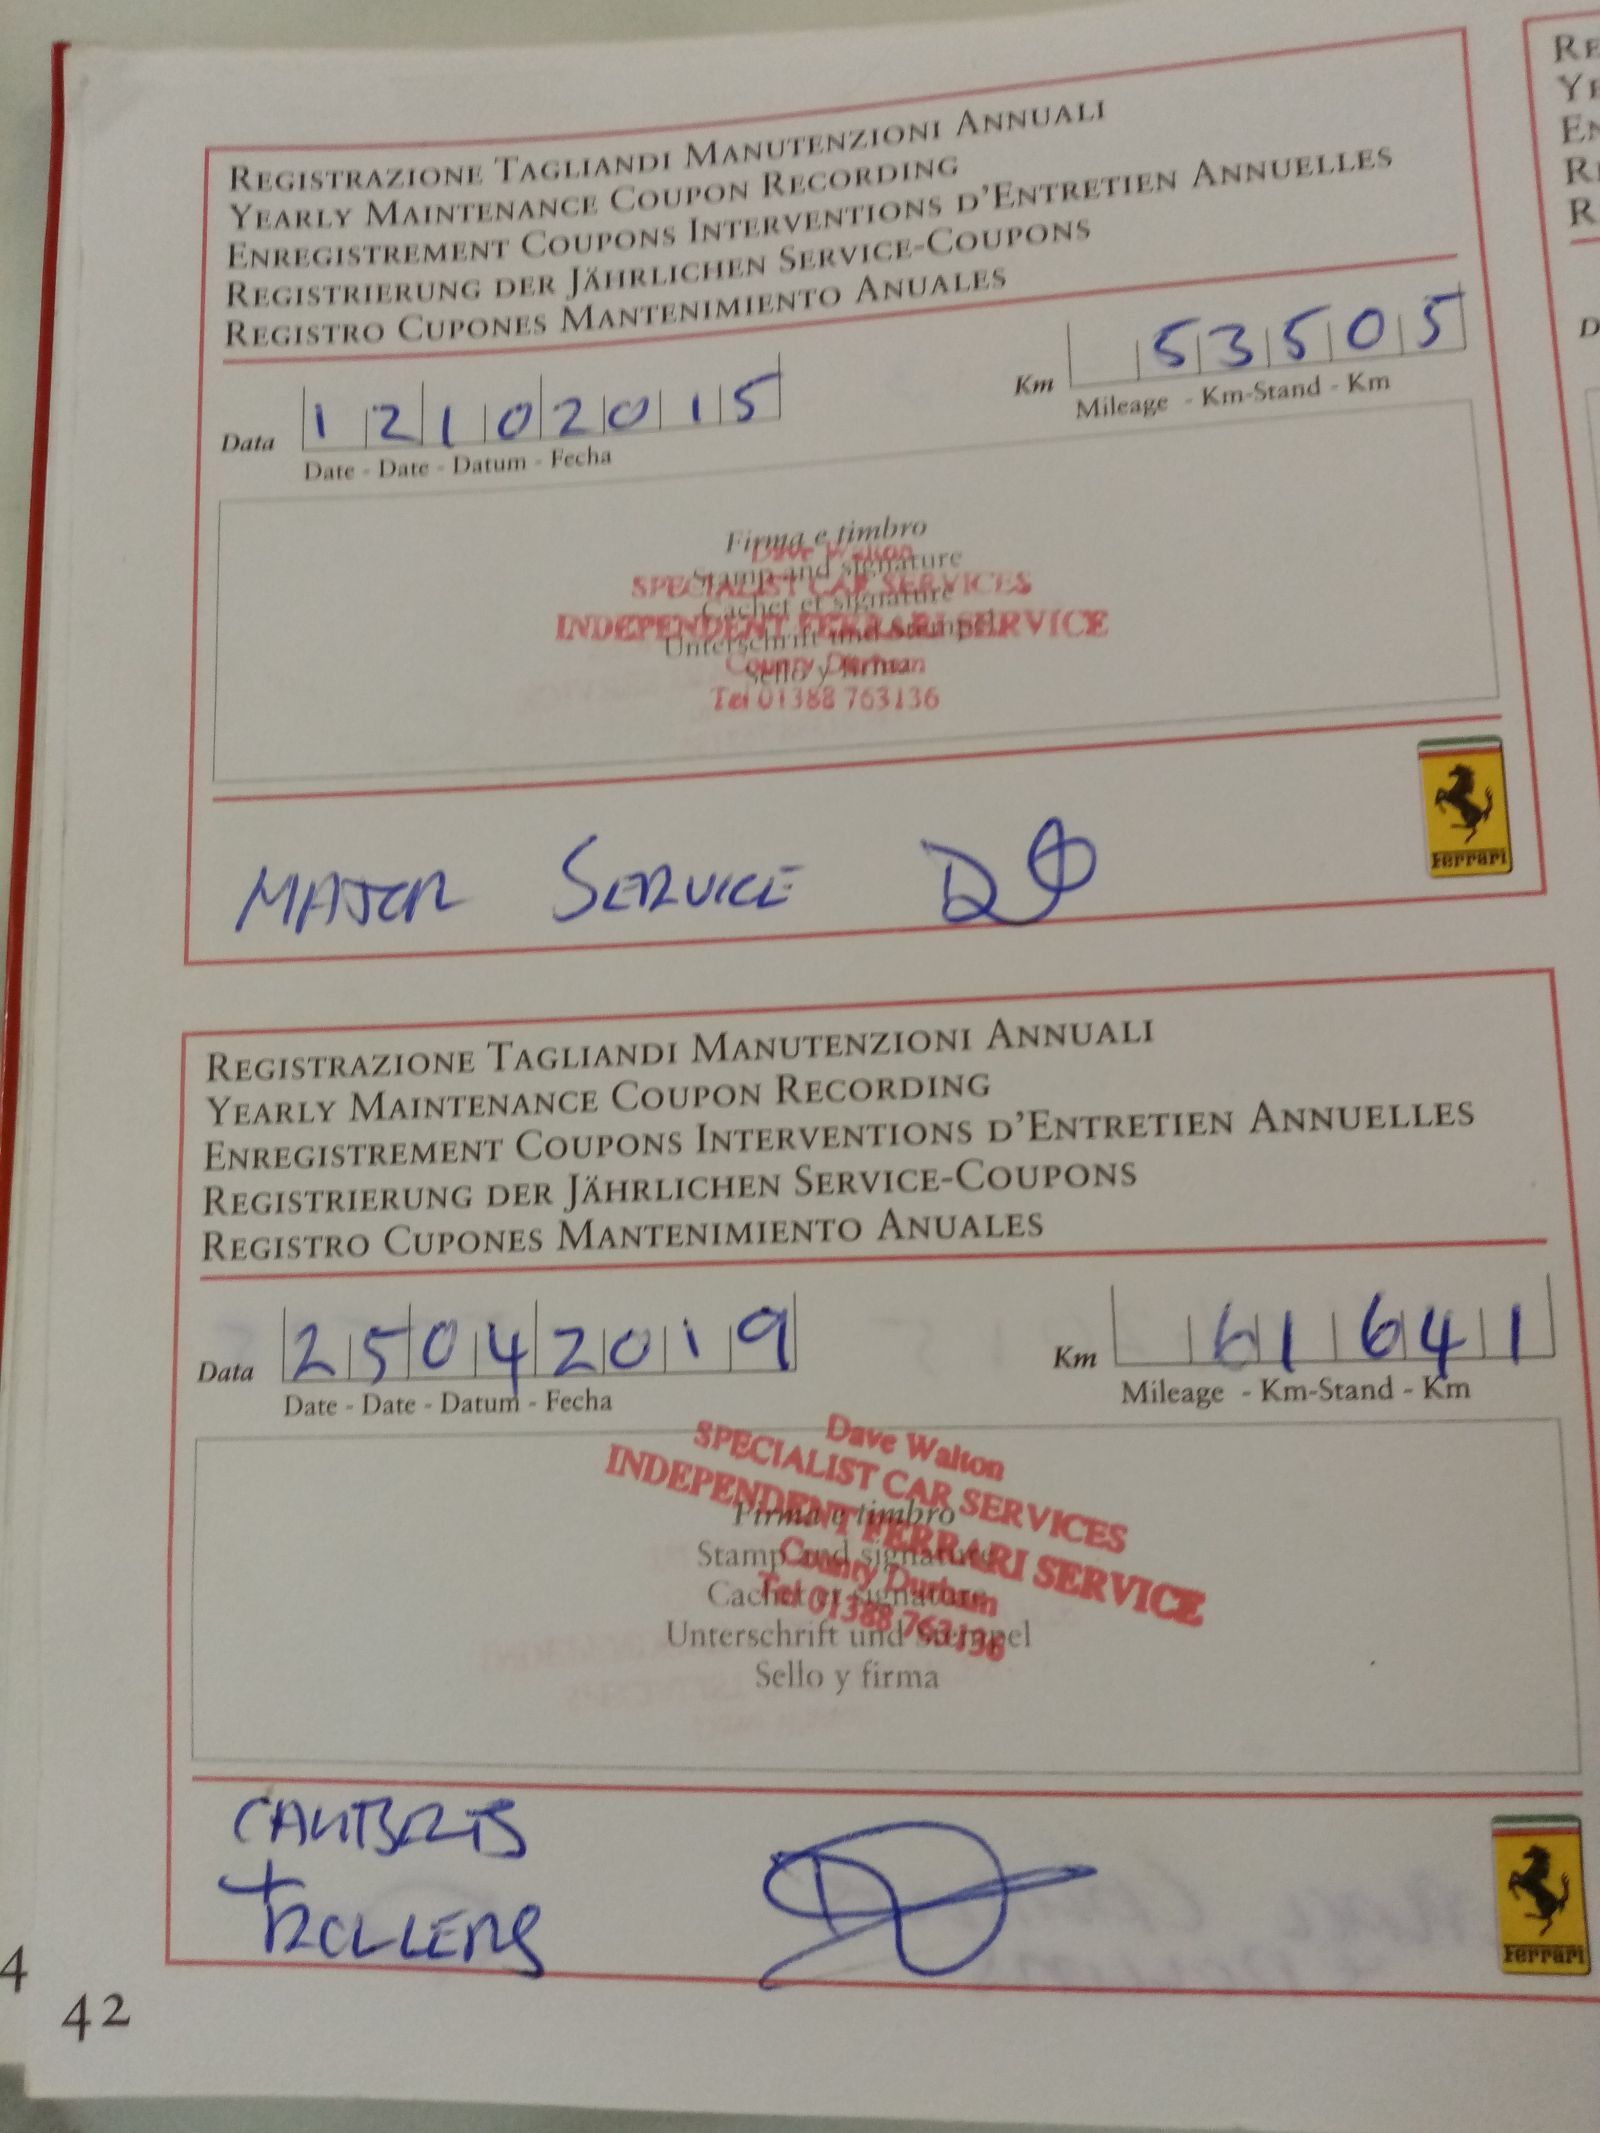 REGISTRAZIONE TAGLIANDI MANUTENZIONI ANNUALI
YEARLY MAINTENANCE COUPON RECORDING
ENREGISTREMENT COUPONS INTERVENTIONS D'ENTRETIEN ANNUELLES
REGISTRIERUNG DER JÄHRLICHEN SERVICE-COUPONS
REGISTRO CUPONES MANTENIMIENTO ANUALES
Data 12102015 Km 53505
Date - Date - Datum - Fecha Mileage - Km-Stand - Km
Firma e timbro
Dave Walton
Stamp and signature
SPECIALIST CAR SERVICES
Cachet et signature
INDEPENDENT FERRARI SERVICE
Unterschrift und Stempel
County Durham
Sello y firma
Tel 01388 763136
MAJOR SERVICE
Ferrari
REGISTRAZIONE TAGLIANDI MANUTENZIONI ANNUALI
YEARLY MAINTENANCE COUPON RECORDING
ENREGISTREMENT COUPONS INTERVENTIONS D'ENTRETIEN ANNUELLES
REGISTRIERUNG DER JÄHRLICHEN SERVICE-COUPONS
REGISTRO CUPONES MANTENIMIENTO ANUALES
Data 25042019 Km 61641
Date - Date - Datum - Fecha Mileage - Km-Stand - Km
Dave Walton
SPECIALIST CAR SERVICES
INDEPENDENT FERRARI SERVICE
County Durham
Tel 01388 763136
Firma e timbro
Stamp and signature
Cachet et signature
Unterschrift und Stempel
Sello y firma
CAMBELTS
+ ROLLERS
Ferrari
4
42